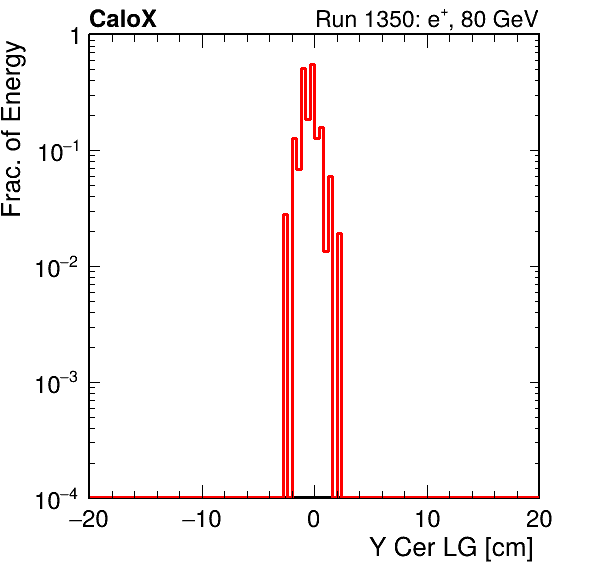 CaloX Run 1350: e⁺, 80 GeV
Frac. of Energy
1
10⁻¹
10⁻²
10⁻³
10⁻⁴
−20 −10 0 10 20
Y Cer LG [cm]